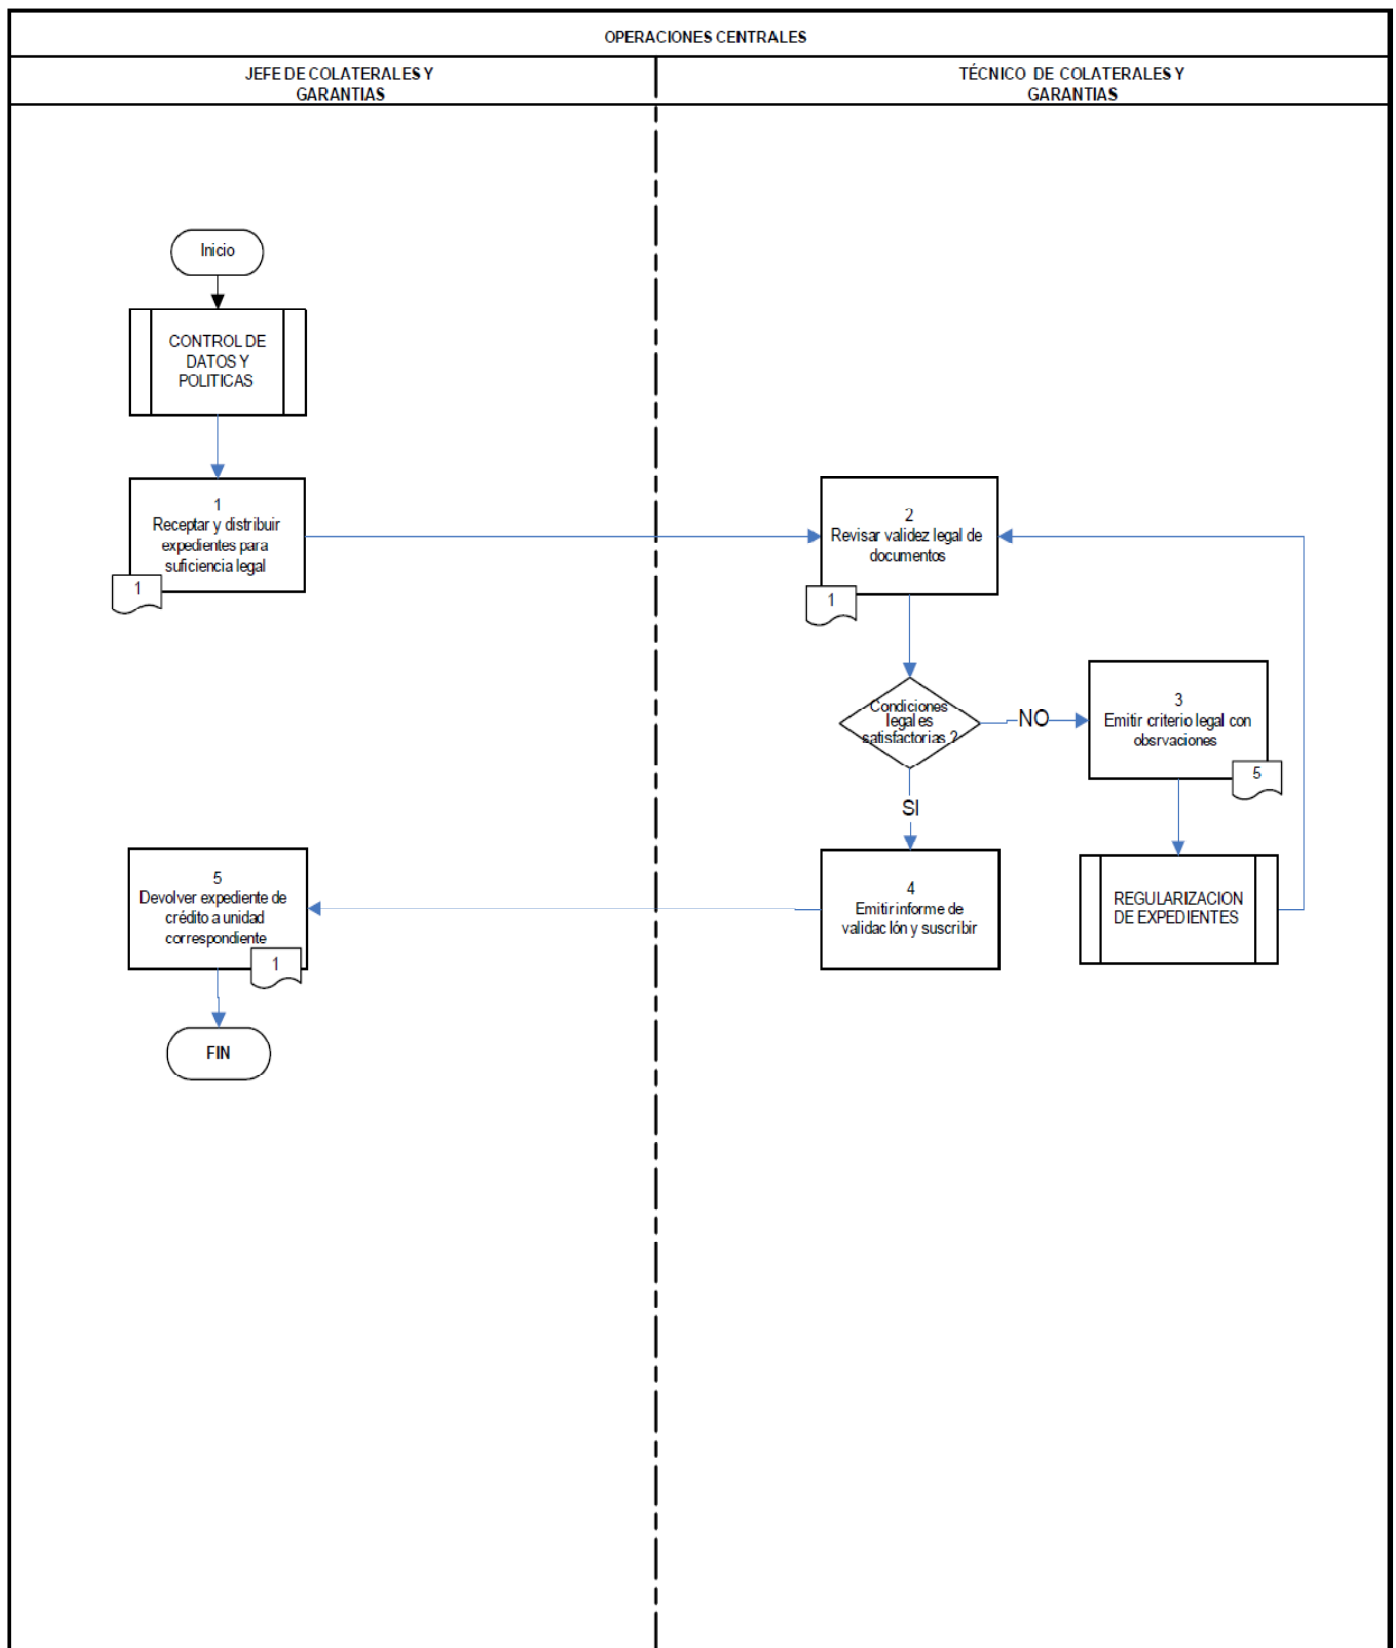 OPERACIONES CENTRALES
JEFE DE COLATERALES Y
GARANTIAS
TÉCNICO DE COLATERALES Y
GARANTIAS
Inicio
CONTROL DE
DATOS Y
POLITICAS
1
Receptar y distribuir
expedientes para
suficiencia legal
1
2
Revisar validez legal de
documentos
1
Condiciones
legales
satisfactorias ?
NO
3
Emitir criterio legal con
obsrvaciones
5
SI
REGULARIZACION
DE EXPEDIENTES
4
Emitir informe de
validación y suscribir
5
Devolver expediente de
crédito a unidad
correspondiente
1
FIN